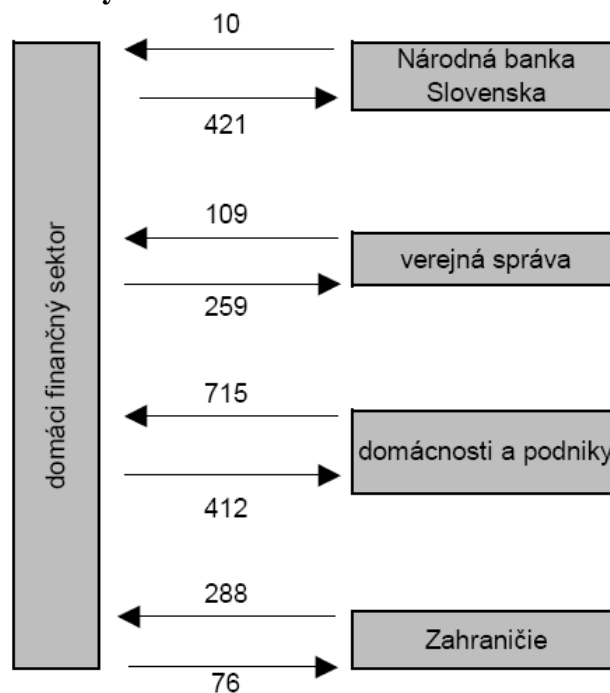 10
Národná banka
Slovenska
421
109
verejná správa
259
domáci finančný sektor
715
domácnosti a podniky
412
288
Zahraničie
76